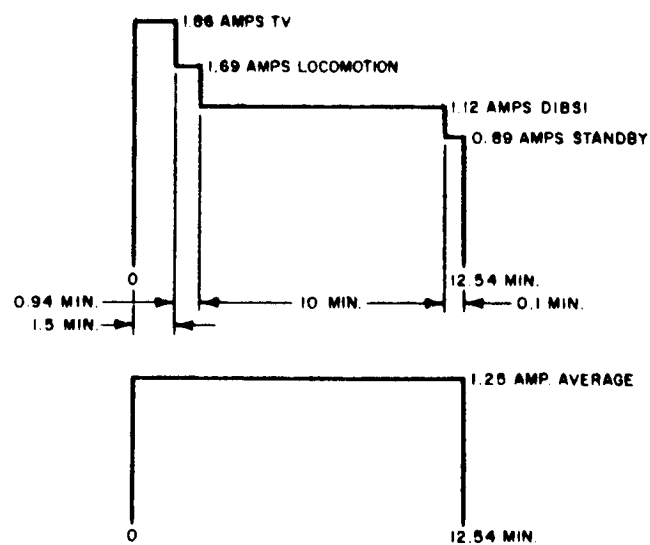 1.86 AMPS TV
1.69 AMPS LOCOMOTION
1.12 AMPS DIBSI
0.89 AMPS STANDBY
0 12.54 MIN.
0.94 MIN. 10 MIN. 0.1 MIN.
1.5 MIN.
1.25 AMP. AVERAGE
0 12.54 MIN.